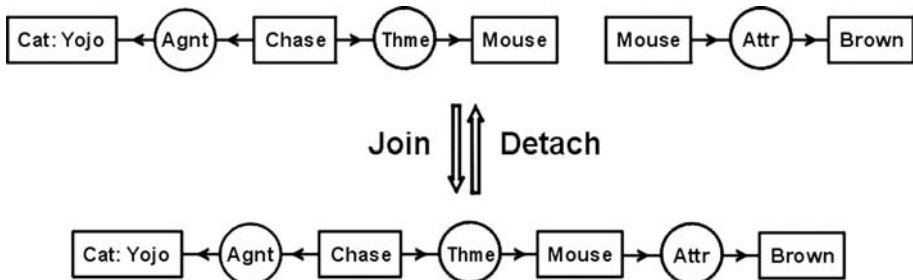 Cat: Yojo Agnt Chase Thme Mouse Mouse Attr Brown
Join Detach
Cat: Yojo Agnt Chase Thme Mouse Attr Brown